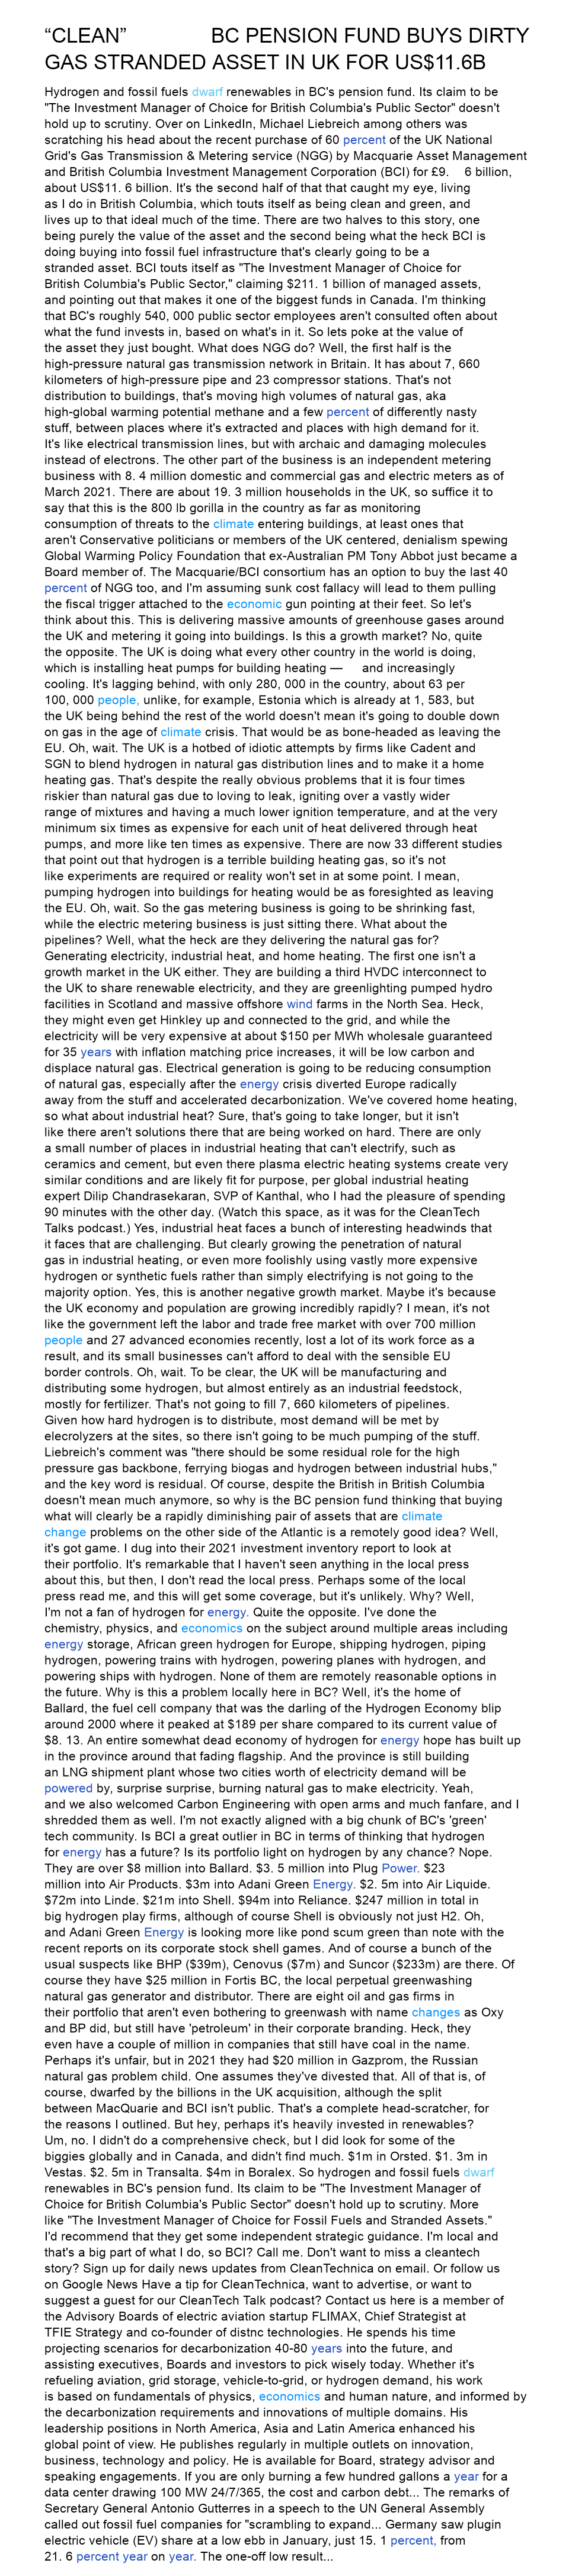 “CLEAN” BC PENSION FUND BUYS DIRTY
GAS STRANDED ASSET IN UK FOR US$11.6B
Hydrogen and fossil fuels dwarf renewables in BC's pension fund. Its claim to be
"The Investment Manager of Choice for British Columbia's Public Sector" doesn't
hold up to scrutiny. Over on LinkedIn, Michael Liebreich among others was
scratching his head about the recent purchase of 60 percent of the UK National
Grid's Gas Transmission & Metering service (NGG) by Macquarie Asset Management
and British Columbia Investment Management Corporation (BCI) for £9. 6 billion,
about US$11. 6 billion. It's the second half of that that caught my eye, living
as I do in British Columbia, which touts itself as being clean and green, and
lives up to that ideal much of the time. There are two halves to this story, one
being purely the value of the asset and the second being what the heck BCI is
doing buying into fossil fuel infrastructure that's clearly going to be a
stranded asset. BCI touts itself as "The Investment Manager of Choice for
British Columbia's Public Sector," claiming $211. 1 billion of managed assets,
and pointing out that makes it one of the biggest funds in Canada. I'm thinking
that BC's roughly 540, 000 public sector employees aren't consulted often about
what the fund invests in, based on what's in it. So lets poke at the value of
the asset they just bought. What does NGG do? Well, the first half is the
high-pressure natural gas transmission network in Britain. It has about 7, 660
kilometers of high-pressure pipe and 23 compressor stations. That's not
distribution to buildings, that's moving high volumes of natural gas, aka
high-global warming potential methane and a few percent of differently nasty
stuff, between places where it's extracted and places with high demand for it.
It's like electrical transmission lines, but with archaic and damaging molecules
instead of electrons. The other part of the business is an independent metering
business with 8. 4 million domestic and commercial gas and electric meters as of
March 2021. There are about 19. 3 million households in the UK, so suffice it to
say that this is the 800 lb gorilla in the country as far as monitoring
consumption of threats to the climate entering buildings, at least ones that
aren't Conservative politicians or members of the UK centered, denialism spewing
Global Warming Policy Foundation that ex-Australian PM Tony Abbot just became a
Board member of. The Macquarie/BCI consortium has an option to buy the last 40
percent of NGG too, and I'm assuming sunk cost fallacy will lead to them pulling
the fiscal trigger attached to the economic gun pointing at their feet. So let's
think about this. This is delivering massive amounts of greenhouse gases around
the UK and metering it going into buildings. Is this a growth market? No, quite
the opposite. The UK is doing what every other country in the world is doing,
which is installing heat pumps for building heating — and increasingly
cooling. It's lagging behind, with only 280, 000 in the country, about 63 per
100, 000 people, unlike, for example, Estonia which is already at 1, 583, but
the UK being behind the rest of the world doesn't mean it's going to double down
on gas in the age of climate crisis. That would be as bone-headed as leaving the
EU. Oh, wait. The UK is a hotbed of idiotic attempts by firms like Cadent and
SGN to blend hydrogen in natural gas distribution lines and to make it a home
heating gas. That's despite the really obvious problems that it is four times
riskier than natural gas due to loving to leak, igniting over a vastly wider
range of mixtures and having a much lower ignition temperature, and at the very
minimum six times as expensive for each unit of heat delivered through heat
pumps, and more like ten times as expensive. There are now 33 different studies
that point out that hydrogen is a terrible building heating gas, so it's not
like experiments are required or reality won't set in at some point. I mean,
pumping hydrogen into buildings for heating would be as foresighted as leaving
the EU. Oh, wait. So the gas metering business is going to be shrinking fast,
while the electric metering business is just sitting there. What about the
pipelines? Well, what the heck are they delivering the natural gas for?
Generating electricity, industrial heat, and home heating. The first one isn't a
growth market in the UK either. They are building a third HVDC interconnect to
the UK to share renewable electricity, and they are greenlighting pumped hydro
facilities in Scotland and massive offshore wind farms in the North Sea. Heck,
they might even get Hinkley up and connected to the grid, and while the
electricity will be very expensive at about $150 per MWh wholesale guaranteed
for 35 years with inflation matching price increases, it will be low carbon and
displace natural gas. Electrical generation is going to be reducing consumption
of natural gas, especially after the energy crisis diverted Europe radically
away from the stuff and accelerated decarbonization. We've covered home heating,
so what about industrial heat? Sure, that's going to take longer, but it isn't
like there aren't solutions there that are being worked on hard. There are only
a small number of places in industrial heating that can't electrify, such as
ceramics and cement, but even there plasma electric heating systems create very
similar conditions and are likely fit for purpose, per global industrial heating
expert Dilip Chandrasekaran, SVP of Kanthal, who I had the pleasure of spending
90 minutes with the other day. (Watch this space, as it was for the CleanTech
Talks podcast.) Yes, industrial heat faces a bunch of interesting headwinds that
it faces that are challenging. But clearly growing the penetration of natural
gas in industrial heating, or even more foolishly using vastly more expensive
hydrogen or synthetic fuels rather than simply electrifying is not going to the
majority option. Yes, this is another negative growth market. Maybe it's because
the UK economy and population are growing incredibly rapidly? I mean, it's not
like the government left the labor and trade free market with over 700 million
people and 27 advanced economies recently, lost a lot of its work force as a
result, and its small businesses can't afford to deal with the sensible EU
border controls. Oh, wait. To be clear, the UK will be manufacturing and
distributing some hydrogen, but almost entirely as an industrial feedstock,
mostly for fertilizer. That's not going to fill 7, 660 kilometers of pipelines.
Given how hard hydrogen is to distribute, most demand will be met by
elecrolyzers at the sites, so there isn't going to be much pumping of the stuff.
Liebreich's comment was "there should be some residual role for the high
pressure gas backbone, ferrying biogas and hydrogen between industrial hubs,"
and the key word is residual. Of course, despite the British in British Columbia
doesn't mean much anymore, so why is the BC pension fund thinking that buying
what will clearly be a rapidly diminishing pair of assets that are climate
change problems on the other side of the Atlantic is a remotely good idea? Well,
it's got game. I dug into their 2021 investment inventory report to look at
their portfolio. It's remarkable that I haven't seen anything in the local press
about this, but then, I don't read the local press. Perhaps some of the local
press read me, and this will get some coverage, but it's unlikely. Why? Well,
I'm not a fan of hydrogen for energy. Quite the opposite. I've done the
chemistry, physics, and economics on the subject around multiple areas including
energy storage, African green hydrogen for Europe, shipping hydrogen, piping
hydrogen, powering trains with hydrogen, powering planes with hydrogen, and
powering ships with hydrogen. None of them are remotely reasonable options in
the future. Why is this a problem locally here in BC? Well, it's the home of
Ballard, the fuel cell company that was the darling of the Hydrogen Economy blip
around 2000 where it peaked at $189 per share compared to its current value of
$8. 13. An entire somewhat dead economy of hydrogen for energy hope has built up
in the province around that fading flagship. And the province is still building
an LNG shipment plant whose two cities worth of electricity demand will be
powered by, surprise surprise, burning natural gas to make electricity. Yeah,
and we also welcomed Carbon Engineering with open arms and much fanfare, and I
shredded them as well. I'm not exactly aligned with a big chunk of BC's 'green'
tech community. Is BCI a great outlier in BC in terms of thinking that hydrogen
for energy has a future? Is its portfolio light on hydrogen by any chance? Nope.
They are over $8 million into Ballard. $3. 5 million into Plug Power. $23
million into Air Products. $3m into Adani Green Energy. $2. 5m into Air Liquide.
$72m into Linde. $21m into Shell. $94m into Reliance. $247 million in total in
big hydrogen play firms, although of course Shell is obviously not just H2. Oh,
and Adani Green Energy is looking more like pond scum green than note with the
recent reports on its corporate stock shell games. And of course a bunch of the
usual suspects like BHP ($39m), Cenovus ($7m) and Suncor ($233m) are there. Of
course they have $25 million in Fortis BC, the local perpetual greenwashing
natural gas generator and distributor. There are eight oil and gas firms in
their portfolio that aren't even bothering to greenwash with name changes as Oxy
and BP did, but still have 'petroleum' in their corporate branding. Heck, they
even have a couple of million in companies that still have coal in the name.
Perhaps it's unfair, but in 2021 they had $20 million in Gazprom, the Russian
natural gas problem child. One assumes they've divested that. All of that is, of
course, dwarfed by the billions in the UK acquisition, although the split
between MacQuarie and BCI isn't public. That's a complete head-scratcher, for
the reasons I outlined. But hey, perhaps it's heavily invested in renewables?
Um, no. I didn't do a comprehensive check, but I did look for some of the
biggies globally and in Canada, and didn't find much. $1m in Orsted. $1. 3m in
Vestas. $2. 5m in Transalta. $4m in Boralex. So hydrogen and fossil fuels dwarf
renewables in BC's pension fund. Its claim to be "The Investment Manager of
Choice for British Columbia's Public Sector" doesn't hold up to scrutiny. More
like "The Investment Manager of Choice for Fossil Fuels and Stranded Assets."
I'd recommend that they get some independent strategic guidance. I'm local and
that's a big part of what I do, so BCI? Call me. Don't want to miss a cleantech
story? Sign up for daily news updates from CleanTechnica on email. Or follow us
on Google News Have a tip for CleanTechnica, want to advertise, or want to
suggest a guest for our CleanTech Talk podcast? Contact us here is a member of
the Advisory Boards of electric aviation startup FLIMAX, Chief Strategist at
TFIE Strategy and co-founder of distnc technologies. He spends his time
projecting scenarios for decarbonization 40-80 years into the future, and
assisting executives, Boards and investors to pick wisely today. Whether it's
refueling aviation, grid storage, vehicle-to-grid, or hydrogen demand, his work
is based on fundamentals of physics, economics and human nature, and informed by
the decarbonization requirements and innovations of multiple domains. His
leadership positions in North America, Asia and Latin America enhanced his
global point of view. He publishes regularly in multiple outlets on innovation,
business, technology and policy. He is available for Board, strategy advisor and
speaking engagements. If you are only burning a few hundred gallons a year for a
data center drawing 100 MW 24/7/365, the cost and carbon debt... The remarks of
Secretary General Antonio Gutterres in a speech to the UN General Assembly
called out fossil fuel companies for "scrambling to expand... Germany saw plugin
electric vehicle (EV) share at a low ebb in January, just 15. 1 percent, from
21. 6 percent year on year. The one-off low result...